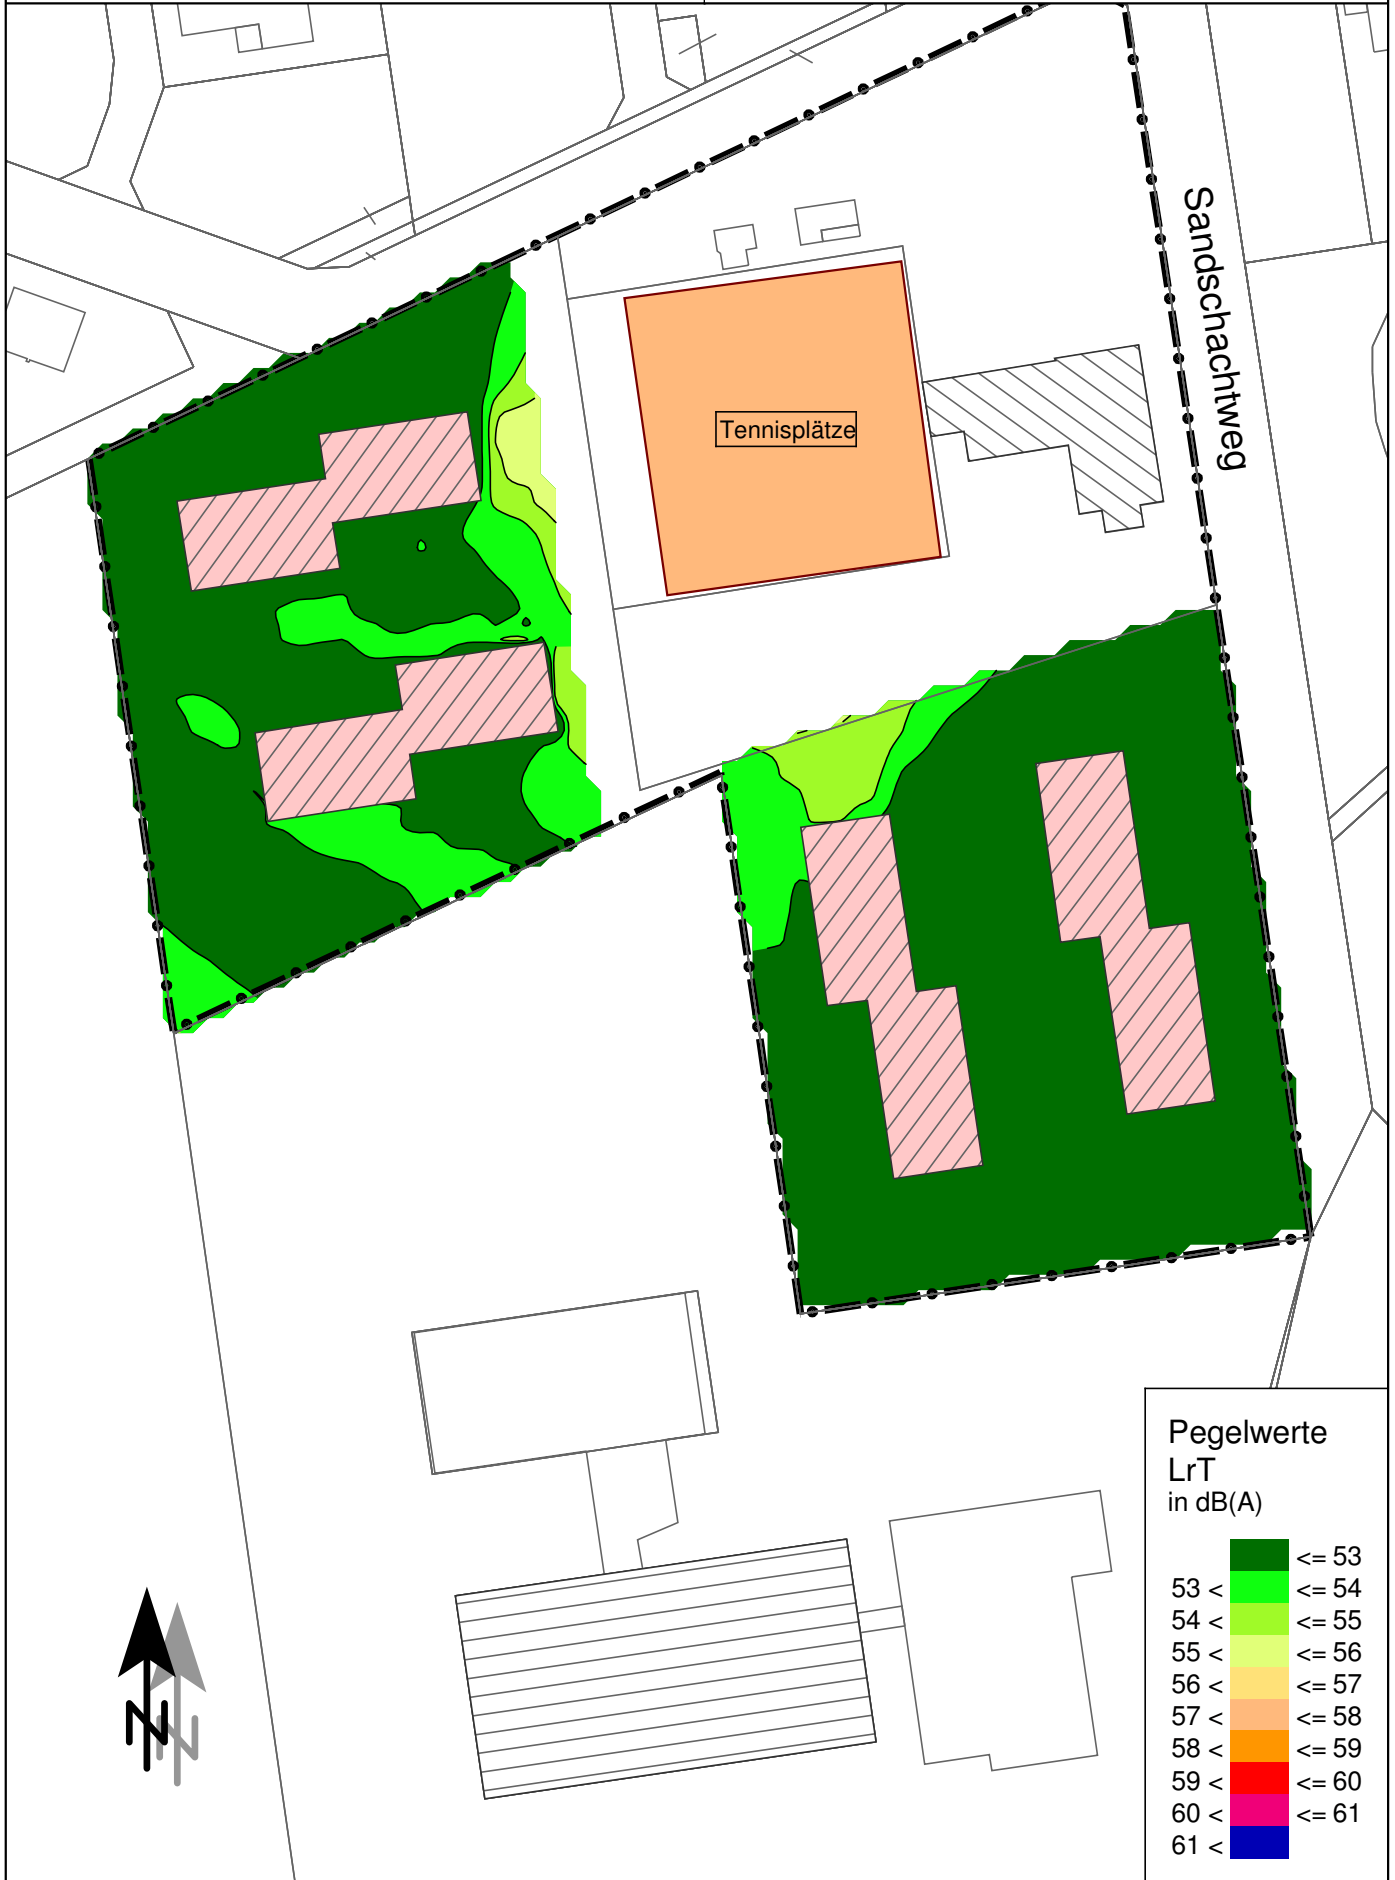 Sandschachtweg
Tennisplätze
Pegelwerte
LrT
in dB(A)
<= 53
53 < <= 54
54 < <= 55
55 < <= 56
56 < <= 57
57 < <= 58
58 < <= 59
59 < <= 60
60 < <= 61
61 <
N